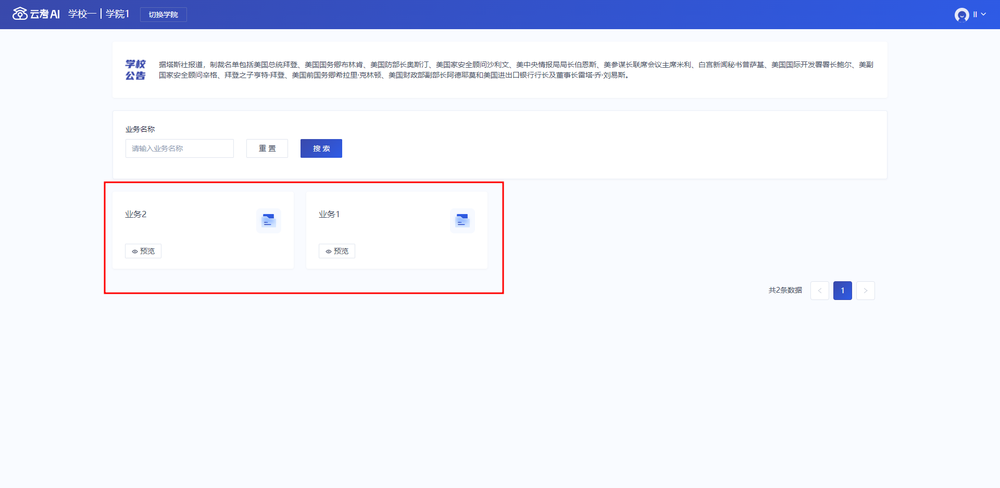 云考AI 学校一 学院1 切换学院 II
学校公告
据塔斯社报道，制裁名单包括美国总统拜登、美国国务卿布林肯、美国防部长奥斯汀、美国家安全顾问沙利文、美中央情报局局长伯恩斯、美参谋长联席会议主席米利、白宫新闻秘书普萨基、美国国际开发署署长鲍尔、美副
国家安全顾问辛格、拜登之子亨特·拜登、美国前国务卿希拉里·克林顿、美国财政部副部长阿德耶莫和美国进出口银行行长及董事长雷塔·乔·刘易斯。
业务名称
请输入业务名称 重置 搜索
业务2 业务1
预览 预览
共2条数据 < 1 >